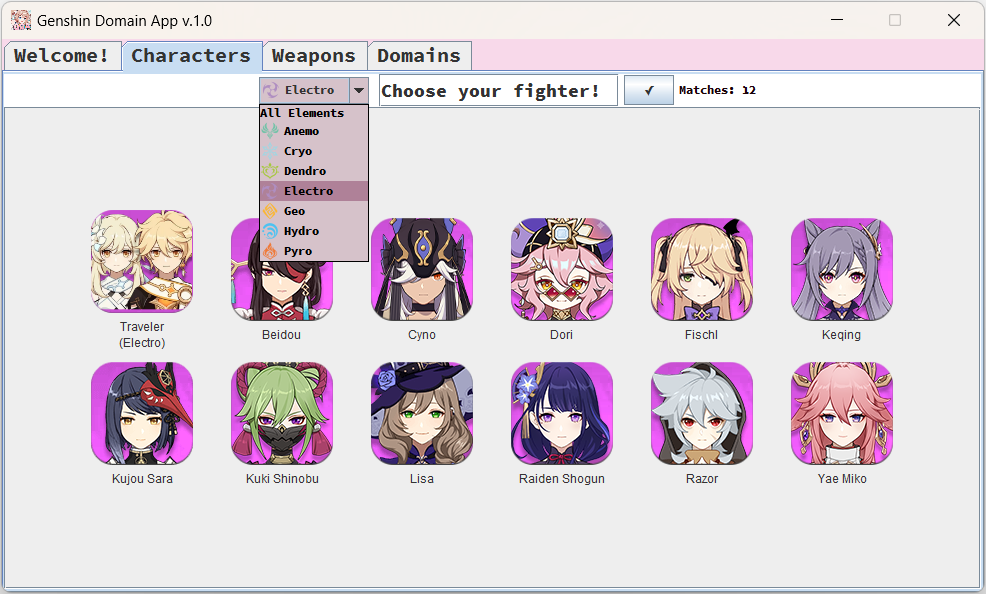 Genshin Domain App v.1.0
Welcome! Characters Weapons Domains
Electro Choose your fighter! ✓ Matches: 12
All Elements
Anemo
Cryo
Dendro
Electro
Geo
Hydro
Pyro
Traveler
(Electro)
Beidou
Cyno
Dori
Fischl
Keqing
Kujou Sara
Kuki Shinobu
Lisa
Raiden Shogun
Razor
Yae Miko